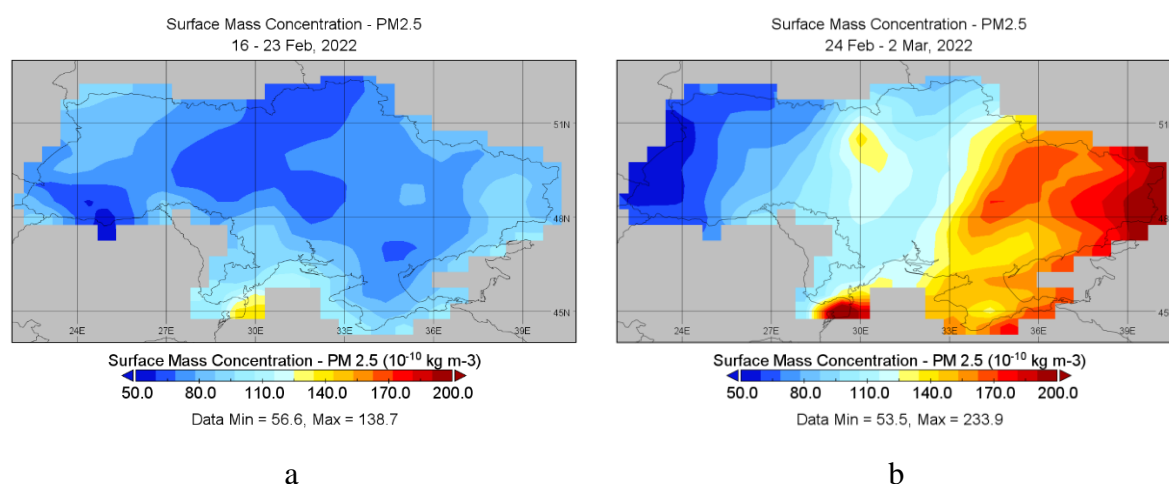 Surface Mass Concentration - PM2.5
16 - 23 Feb, 2022
51N
48N
45N
24E 27E 30E 33E 36E 39E
Surface Mass Concentration - PM 2.5 (10⁻¹⁰ kg m-3)
50.0 80.0 110.0 140.0 170.0 200.0
Data Min = 56.6, Max = 138.7
a
Surface Mass Concentration - PM2.5
24 Feb - 2 Mar, 2022
51
48
45
24E 27E 30E 33E 36E 39E
Surface Mass Concentration - PM 2.5 (10⁻¹⁰ kg m-3)
50.0 80.0 110.0 140.0 170.0 200.0
Data Min = 53.5, Max = 233.9
b